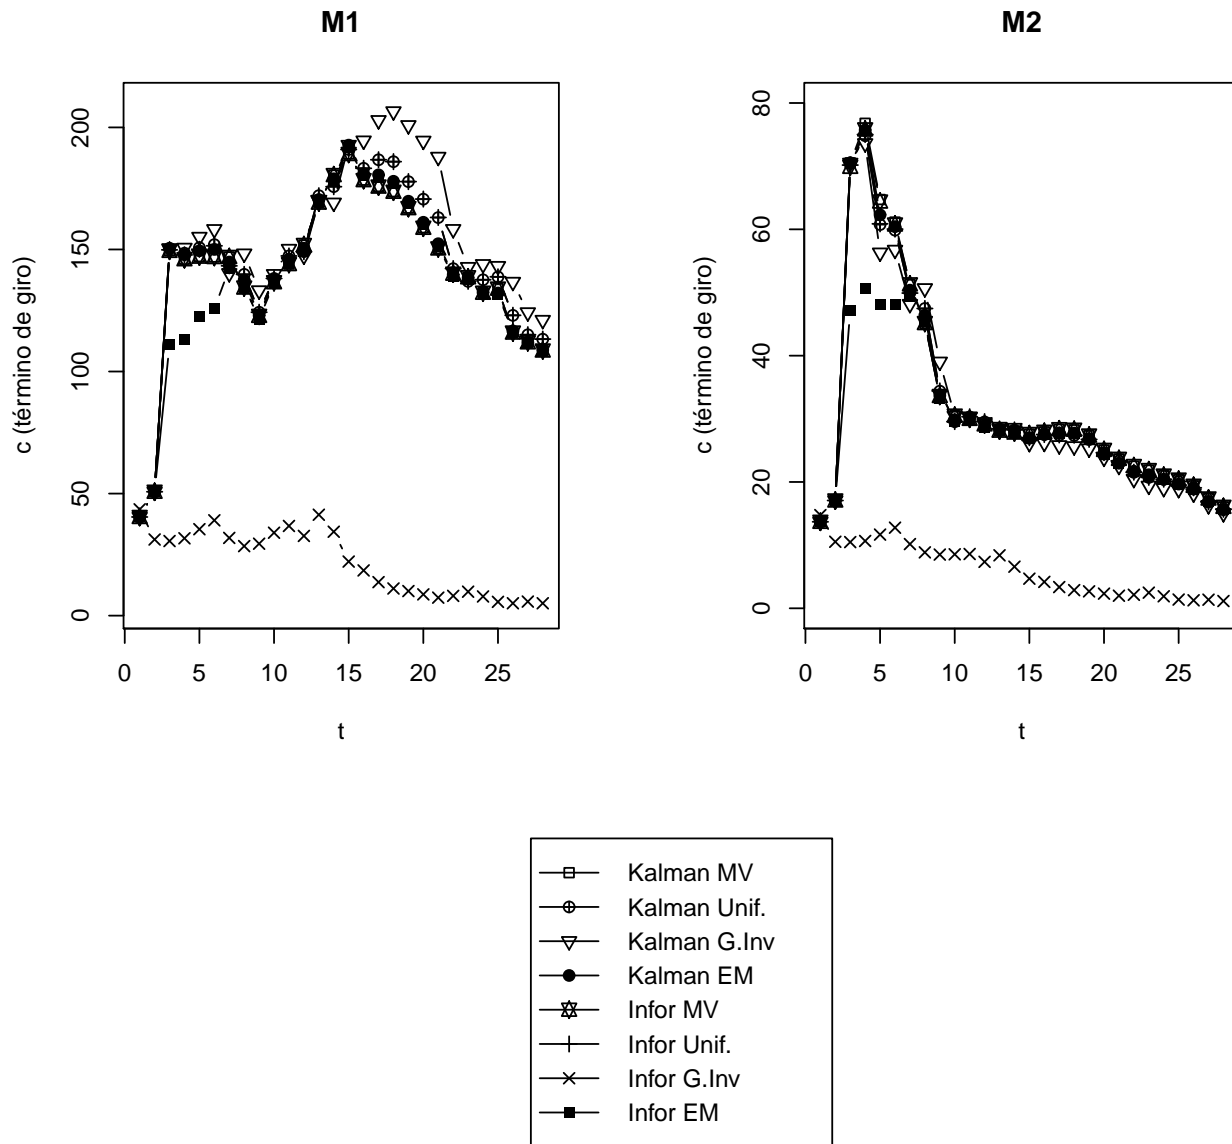 M1
M2
c (término de giro)
0
50
100
150
200
0 5 10 15 20 25
t
c (término de giro)
0
20
40
60
80
0 5 10 15 20 25
t
Kalman MV
Kalman Unif.
Kalman G.Inv
Kalman EM
Infor MV
Infor Unif.
Infor G.Inv
Infor EM